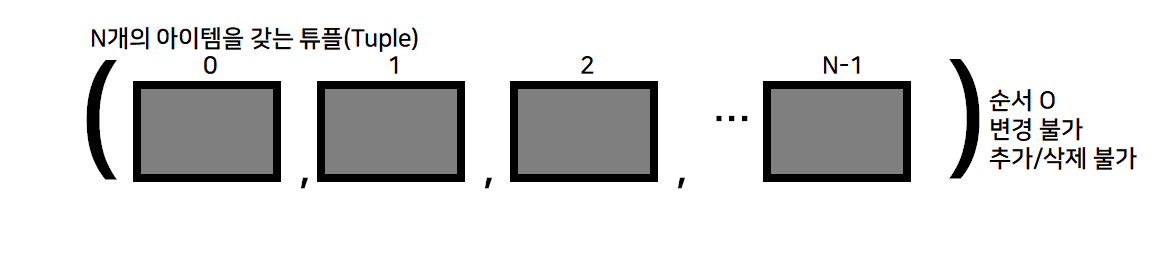 N개의 아이템을 갖는 튜플(Tuple)
0 1 2 N-1
( , , , ... )
순서 O
변경 불가
추가/삭제 불가